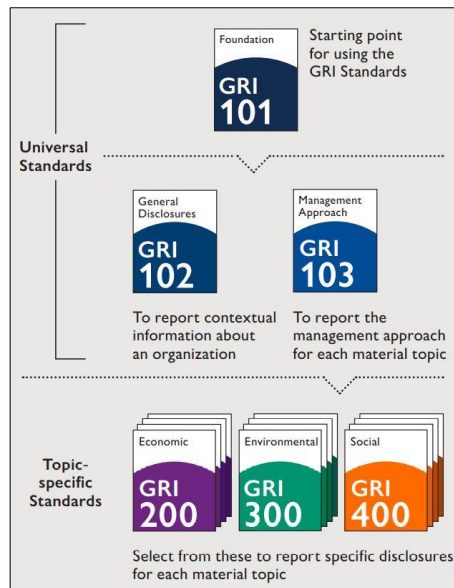 Foundation
GRI
101
Starting point
for using the
GRI Standards
Universal
Standards
General
Disclosures
GRI
102
Management
Approach
GRI
103
To report contextual
information about
an organization
To report the
management approach
for each material topic
Topic-
specific
Standards
Economic
GRI
200
Environmental
GRI
300
Social
GRI
400
Select from these to report specific disclosures
for each material topic